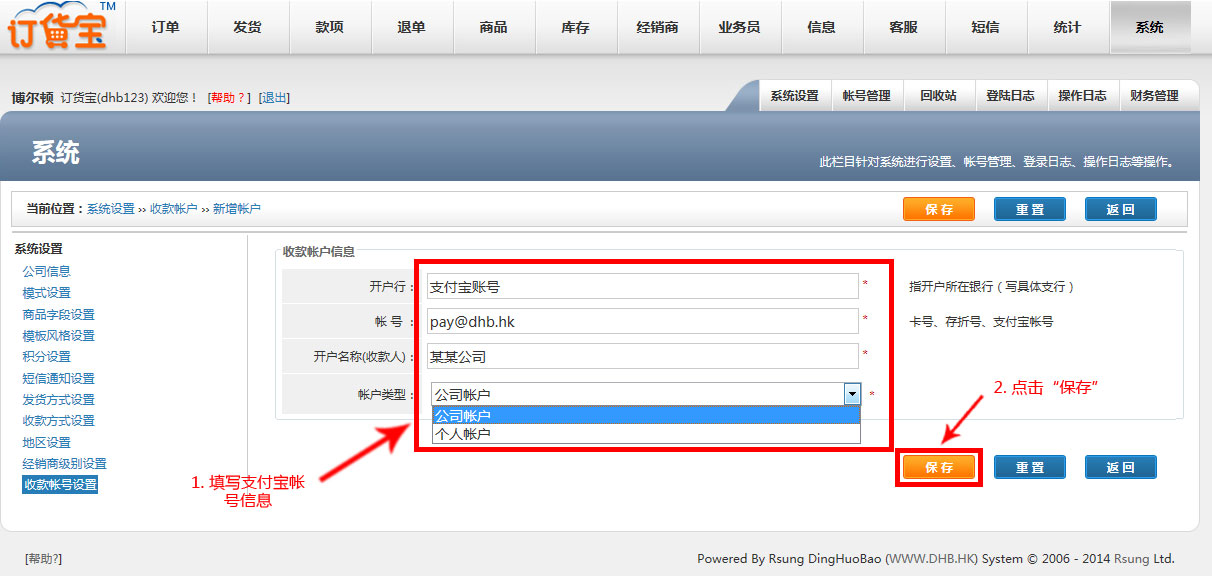 订货宝 TM
订单 发货 款项 退单 商品 库存 经销商 业务员 信息 客服 短信 统计 系统
博尔顿 订货宝(dhb123) 欢迎您！ [帮助？] [退出]
系统设置 帐号管理 回收站 登陆日志 操作日志 财务管理
系统
此栏目针对系统进行设置、帐号管理、登录日志、操作日志等操作。
当前位置：系统设置 ›› 收款帐户 ›› 新增帐户
保存 重置 返回
系统设置
公司信息
模式设置
商品字段设置
模板风格设置
积分设置
短信通知设置
发货方式设置
收款方式设置
地区设置
经销商级别设置
收款帐号设置
收款帐户信息
开户行： 支付宝账号 * 指开户所在银行（写具体支行）
帐 号： pay@dhb.hk * 卡号、存折号、支付宝帐号
开户名称(收款人)： 某某公司 *
帐户类型： 公司帐户 *
公司帐户
个人帐户
2. 点击“保存”
1. 填写支付宝帐
号信息
保存 重置 返回
[帮助?]
Powered By Rsung DingHuoBao (WWW.DHB.HK) System © 2006 - 2014 Rsung Ltd.